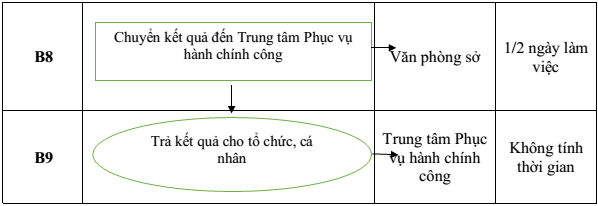 B8
Chuyển kết quả đến Trung tâm Phục vụ
hành chính công
Văn phòng sở
1/2 ngày làm
việc
B9
Trả kết quả cho tổ chức, cá
nhân
Trung tâm Phục
vụ hành chính
công
Không tính
thời gian